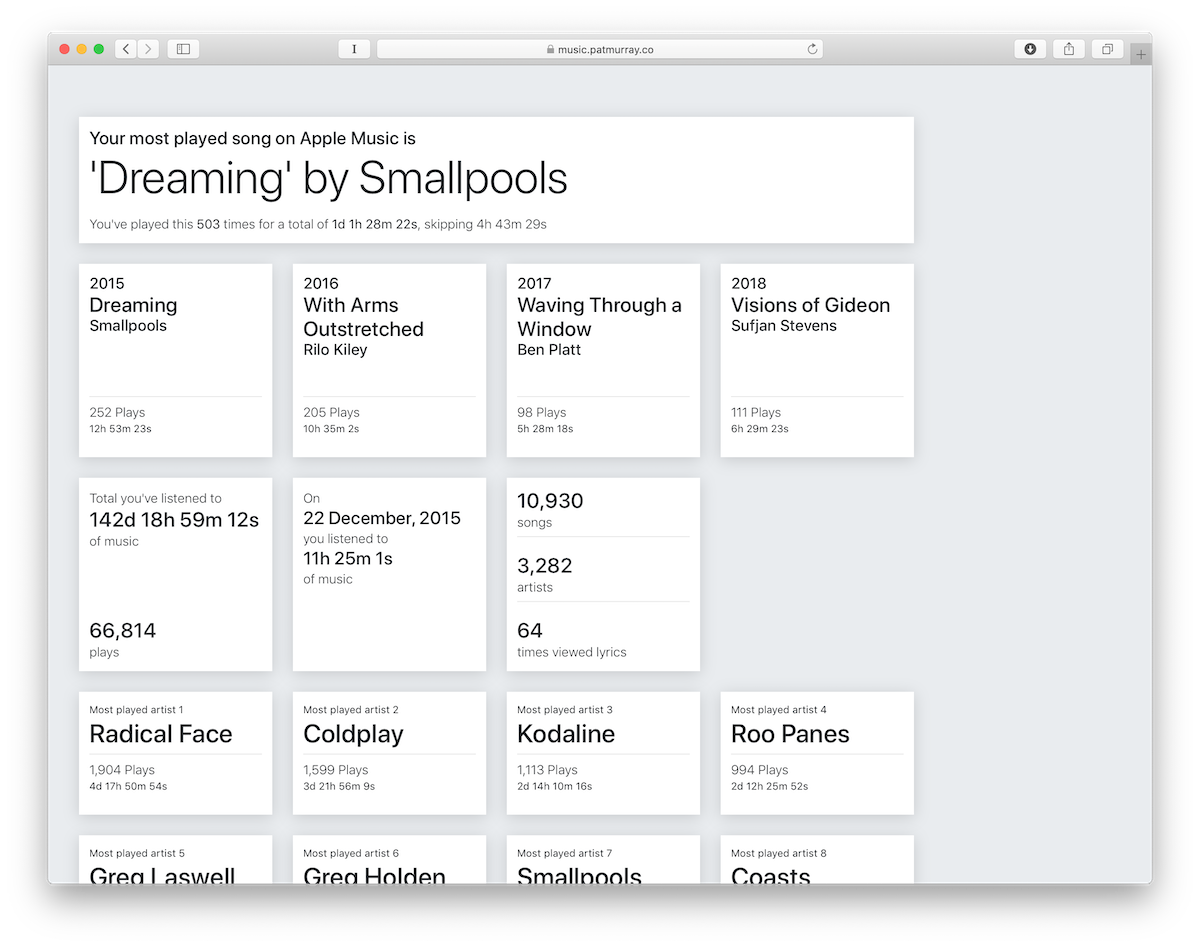 I
music.patmurray.co
Your most played song on Apple Music is
'Dreaming' by Smallpools
You've played this 503 times for a total of 1d 1h 28m 22s, skipping 4h 43m 29s
2015
Dreaming
Smallpools
252 Plays
12h 53m 23s
2016
With Arms
Outstretched
Rilo Kiley
205 Plays
10h 35m 2s
2017
Waving Through a
Window
Ben Platt
98 Plays
5h 28m 18s
2018
Visions of Gideon
Sufjan Stevens
111 Plays
6h 29m 23s
Total you've listened to
142d 18h 59m 12s
of music
66,814
plays
On
22 December, 2015
you listened to
11h 25m 1s
of music
10,930
songs
3,282
artists
64
times viewed lyrics
Most played artist 1
Radical Face
1,904 Plays
4d 17h 50m 54s
Most played artist 2
Coldplay
1,599 Plays
3d 21h 56m 9s
Most played artist 3
Kodaline
1,113 Plays
2d 14h 10m 16s
Most played artist 4
Roo Panes
994 Plays
2d 12h 25m 52s
Most played artist 5
Greg Laswell
Most played artist 6
Greg Holden
Most played artist 7
Smallpools
Most played artist 8
Coasts